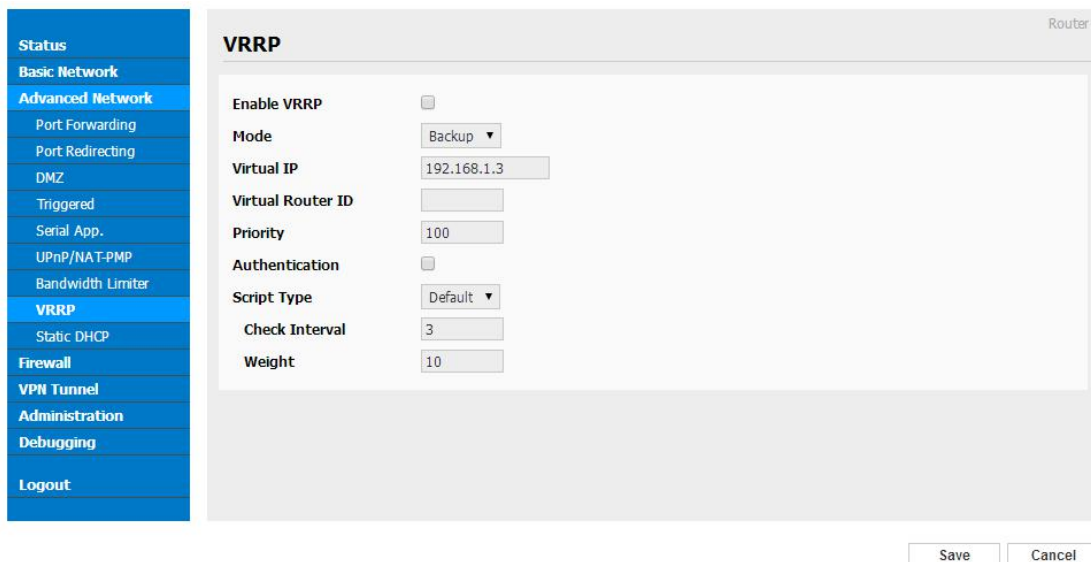 Router
Status
Basic Network
Advanced Network
Port Forwarding
Port Redirecting
DMZ
Triggered
Serial App.
UPnP/NAT-PMP
Bandwidth Limiter
VRRP
Static DHCP
Firewall
VPN Tunnel
Administration
Debugging
Logout
VRRP
Enable VRRP
Mode Backup
Virtual IP 192.168.1.3
Virtual Router ID
Priority 100
Authentication
Script Type Default
Check Interval 3
Weight 10
Save Cancel